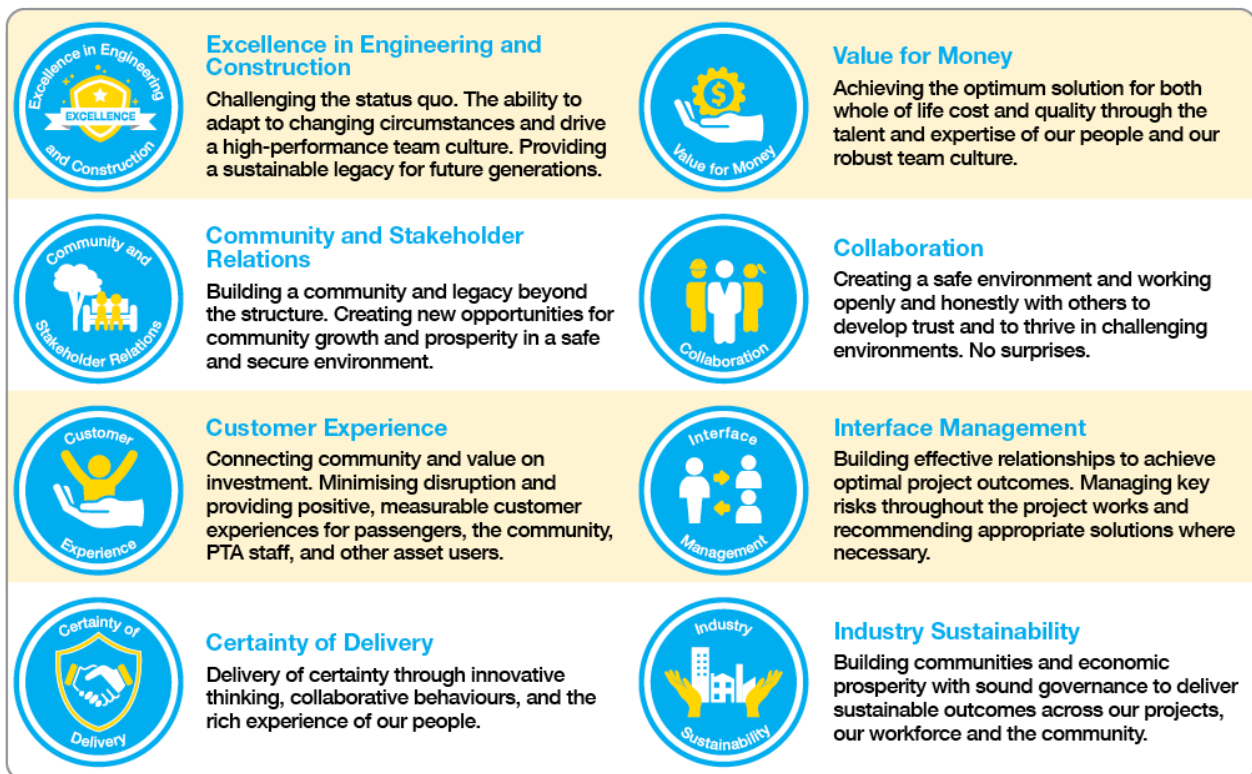 Excellence in Engineering
EXCELLENCE
and Construction
Excellence in Engineering and
Construction
Challenging the status quo. The ability to
adapt to changing circumstances and drive
a high-performance team culture. Providing
a sustainable legacy for future generations.
$
Value for Money
Value for Money
Achieving the optimum solution for both
whole of life cost and quality through the
talent and expertise of our people and our
robust team culture.
Community and
Stakeholder Relations
Community and Stakeholder
Relations
Building a community and legacy beyond
the structure. Creating new opportunities for
community growth and prosperity in a safe
and secure environment.
Collaboration
Collaboration
Creating a safe environment and working
openly and honestly with others to
develop trust and to thrive in challenging
environments. No surprises.
Customer
Experience
Customer Experience
Connecting community and value on
investment. Minimising disruption and
providing positive, measurable customer
experiences for passengers, the community,
PTA staff, and other asset users.
Interface
Management
Interface Management
Building effective relationships to achieve
optimal project outcomes. Managing key
risks throughout the project works and
recommending appropriate solutions where
necessary.
Certainty of
Delivery
Certainty of Delivery
Delivery of certainty through innovative
thinking, collaborative behaviours, and the
rich experience of our people.
Industry
Sustainability
Industry Sustainability
Building communities and economic
prosperity with sound governance to deliver
sustainable outcomes across our projects,
our workforce and the community.